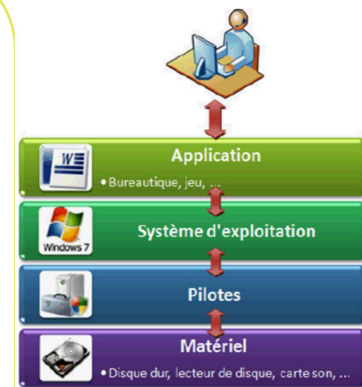 Application
• Bureautique, jeu, ...
W
Windows 7
Système d'exploitation
Pilotes
Matériel
• Disque dur, lecteur de disque, carte son, ...